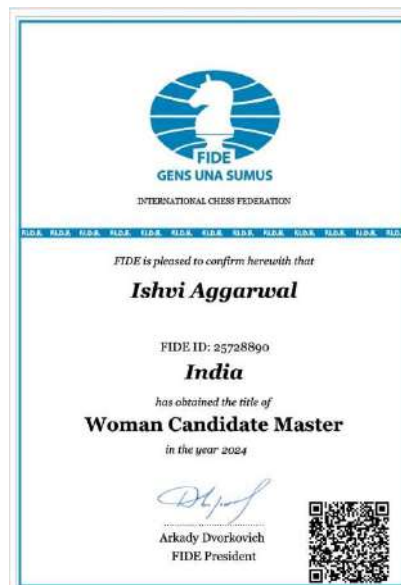 FIDE
GENS UNA SUMUS
INTERNATIONAL CHESS FEDERATION
F.I.D.E. F.I.D.E. F.I.D.E. F.I.D.E. F.I.D.E. F.I.D.E. F.I.D.E. F.I.D.E. F.I.D.E. F.I.D.E. F.I.D.E. F.I.D.E. F.I.D.E.
FIDE is pleased to confirm herewith that
Ishvi Aggarwal
FIDE ID: 25728890
India
has obtained the title of
Woman Candidate Master
in the year 2024
Arkady Dvorkovich
FIDE President